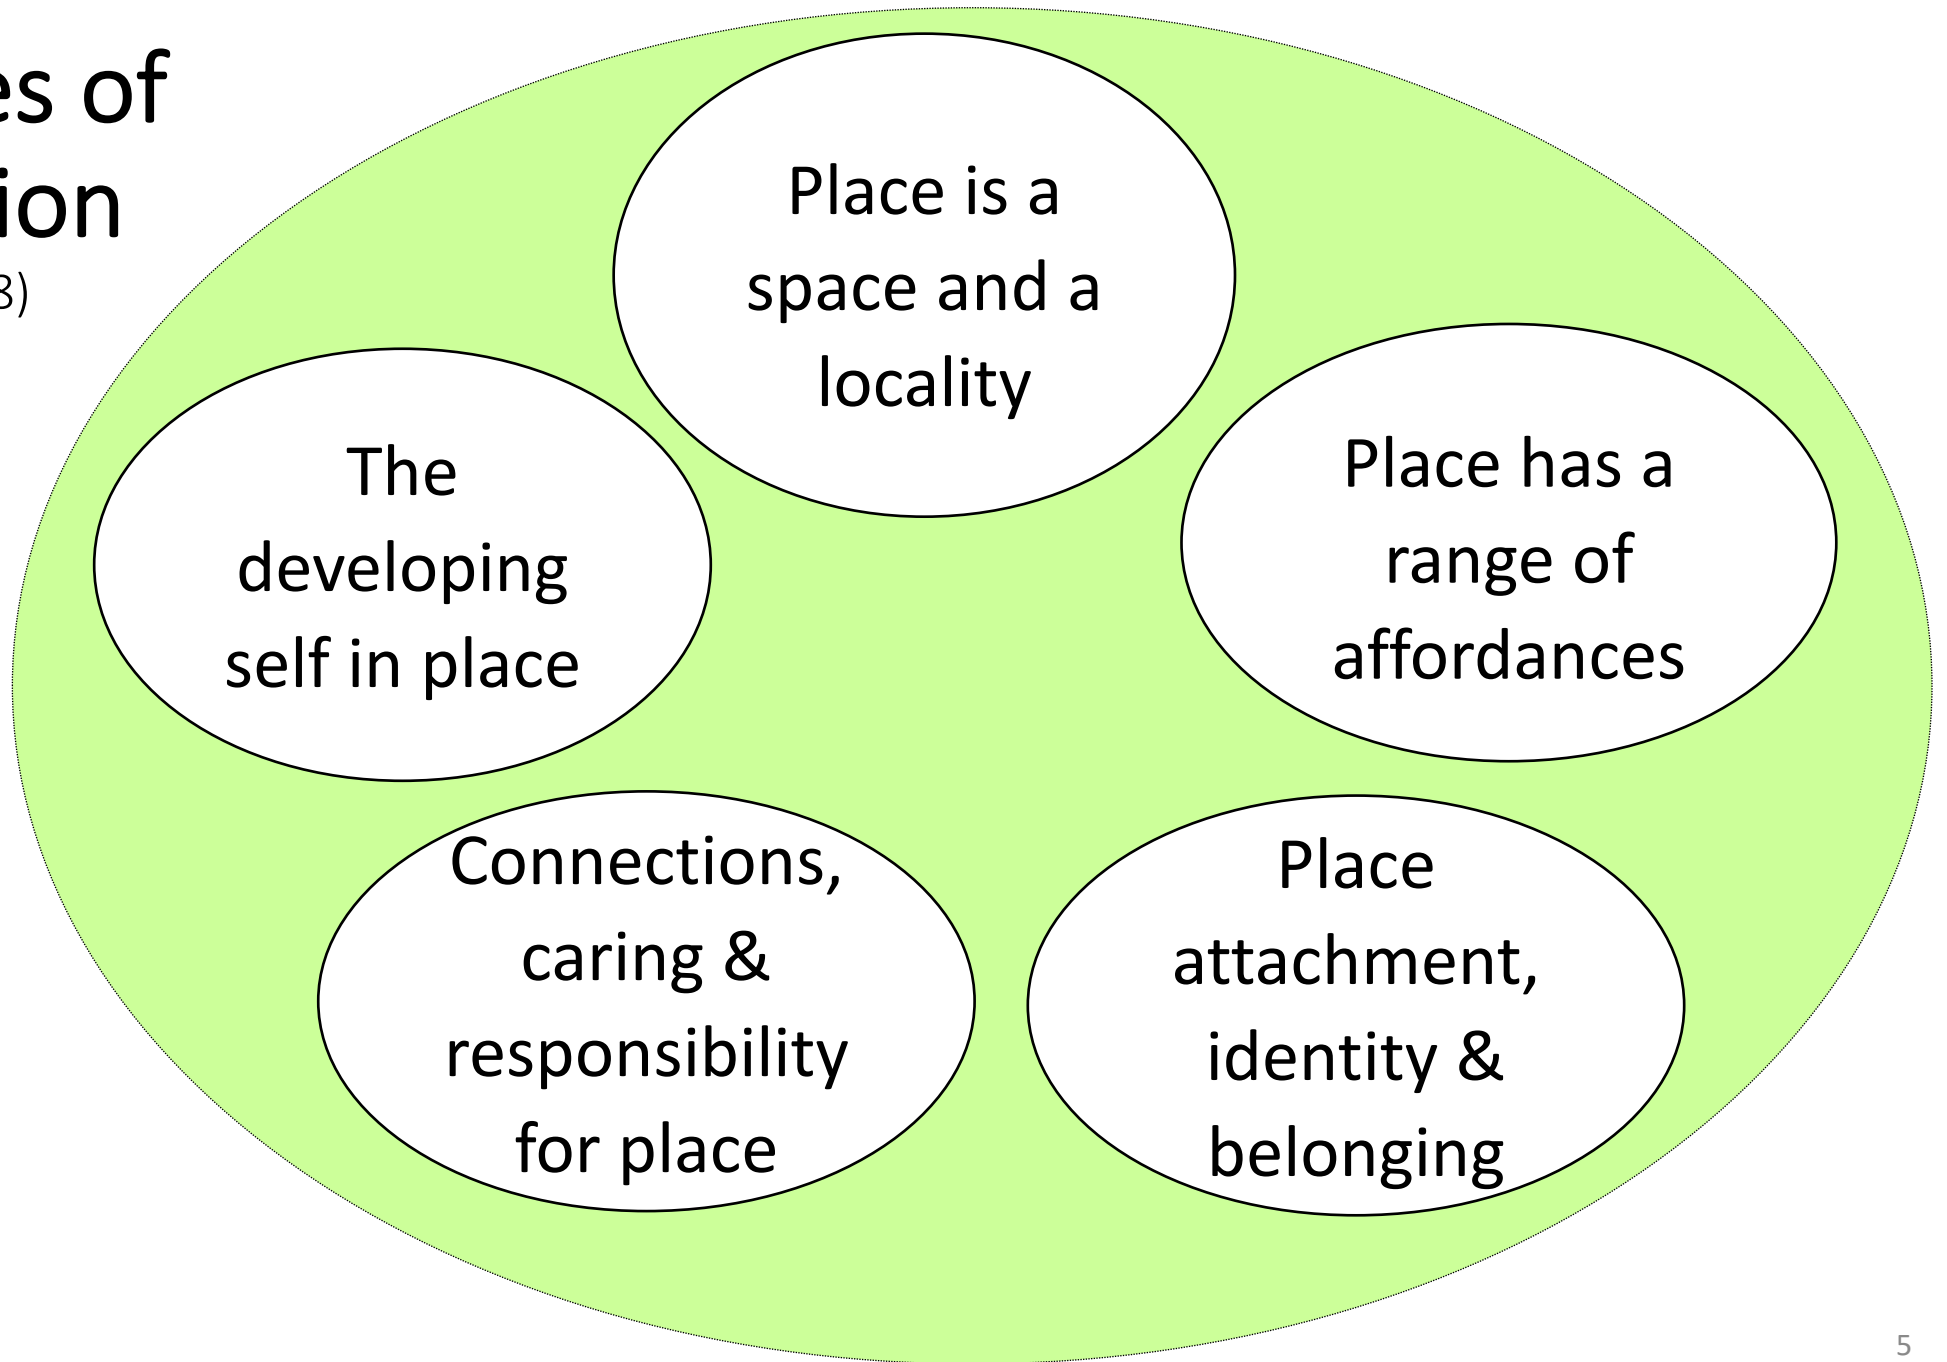 es of
ion
8)
Place is a
space and a
locality
The
developing
self in place
Place has a
range of
affordances
Connections,
caring &
responsibility
for place
Place
attachment,
identity &
belonging
5